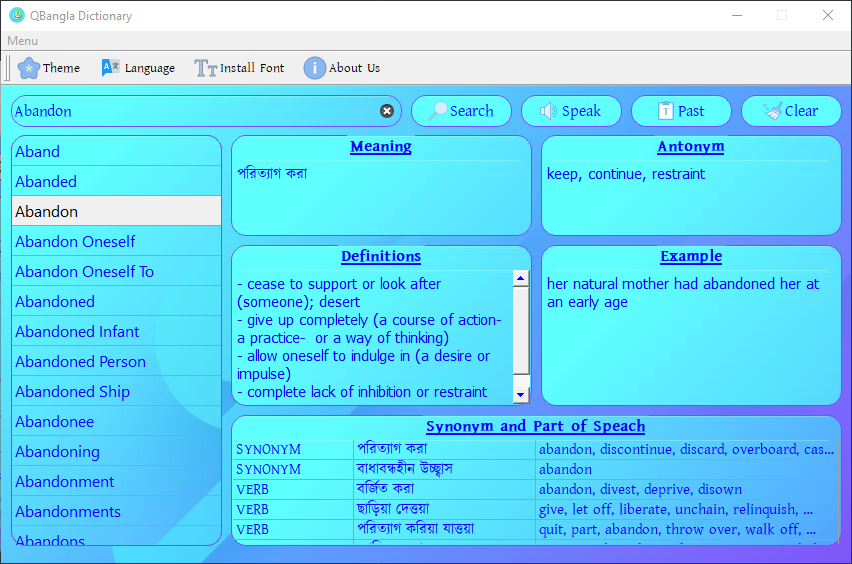 QBangla Dictionary
Menu
Theme
Language
Install Font
About Us
Abandon
Search
Speak
Past
Clear
Aband
Abanded
Abandon
Abandon Oneself
Abandon Oneself To
Abandoned
Abandoned Infant
Abandoned Person
Abandoned Ship
Abandonee
Abandoning
Abandonment
Abandonments
Abandons
Meaning
পরিত্যাগ করা
Antonym
keep, continue, restraint
Definitions
- cease to support or look after
(someone); desert
- give up completely (a course of action-
a practice- or a way of thinking)
- allow oneself to indulge in (a desire or
impulse)
- complete lack of inhibition or restraint
Example
her natural mother had abandoned her at
an early age
Synonym and Part of Speach
SYNONYM পরিত্যাগ করা abandon, discontinue, discard, overboard, cas...
SYNONYM বাধাবন্ধহীন উচ্ছ্বাস abandon
VERB বর্জিত করা abandon, divest, deprive, disown
VERB ছাড়িয়া দেত্তয়া give, let off, liberate, unchain, relinquish, ...
VERB পরিত্যাগ করিয়া যাত্তয়া quit, part, abandon, throw over, walk off, ...